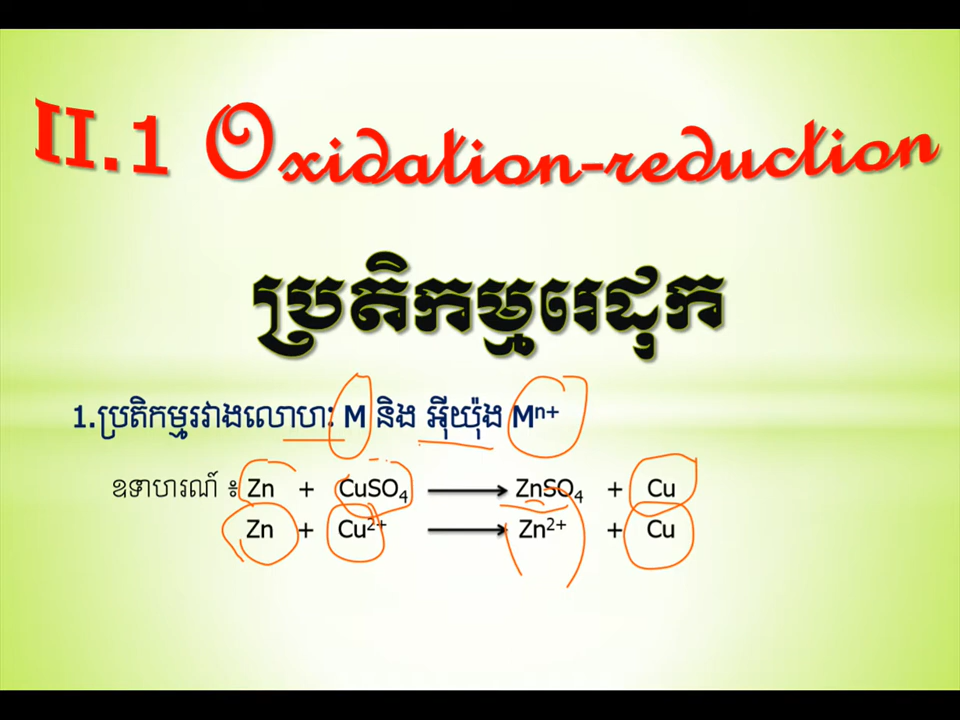 II.1 Oxidation-reduction
ប្រតិកម្មរេដុក
1.ប្រតិកម្មរវាងលោហៈ M និង អ៊ីយ៉ុង Mⁿ⁺
ឧទាហរណ៍ ៖ Zn + CuSO₄ ⟶ ZnSO₄ + Cu
Zn + Cu²⁺ ⟶ Zn²⁺ + Cu